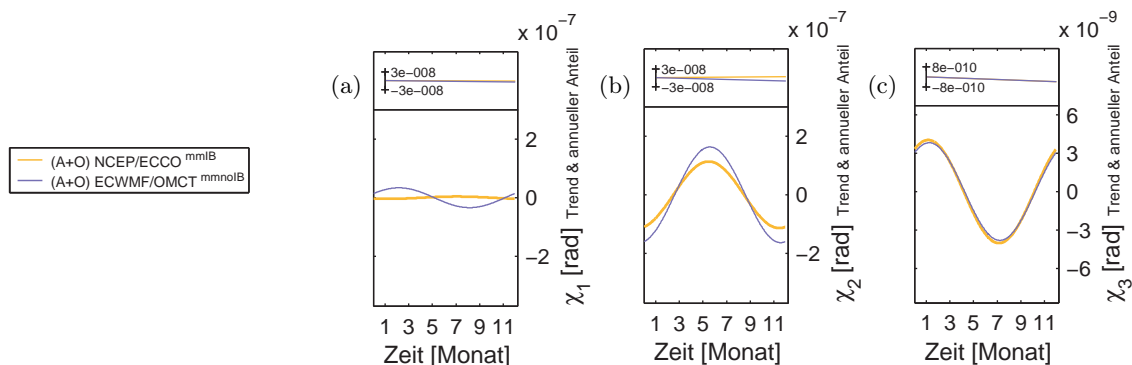 (A+O) NCEP/ECCO mmIB
(A+O) ECWMF/OMCT mmnoIB
(a)
x 10−7
3e−008
−3e−008
2
0
−2
χ1 [rad] Trend & annueller Anteil
1 3 5 7 9 11
Zeit [Monat]
(b)
x 10−7
3e−008
−3e−008
2
0
−2
χ2 [rad] Trend & annueller Anteil
1 3 5 7 9 11
Zeit [Monat]
(c)
x 10−9
8e−010
−8e−010
6
3
0
−3
−6
χ3 [rad] Trend & annueller Anteil
1 3 5 7 9 11
Zeit [Monat]